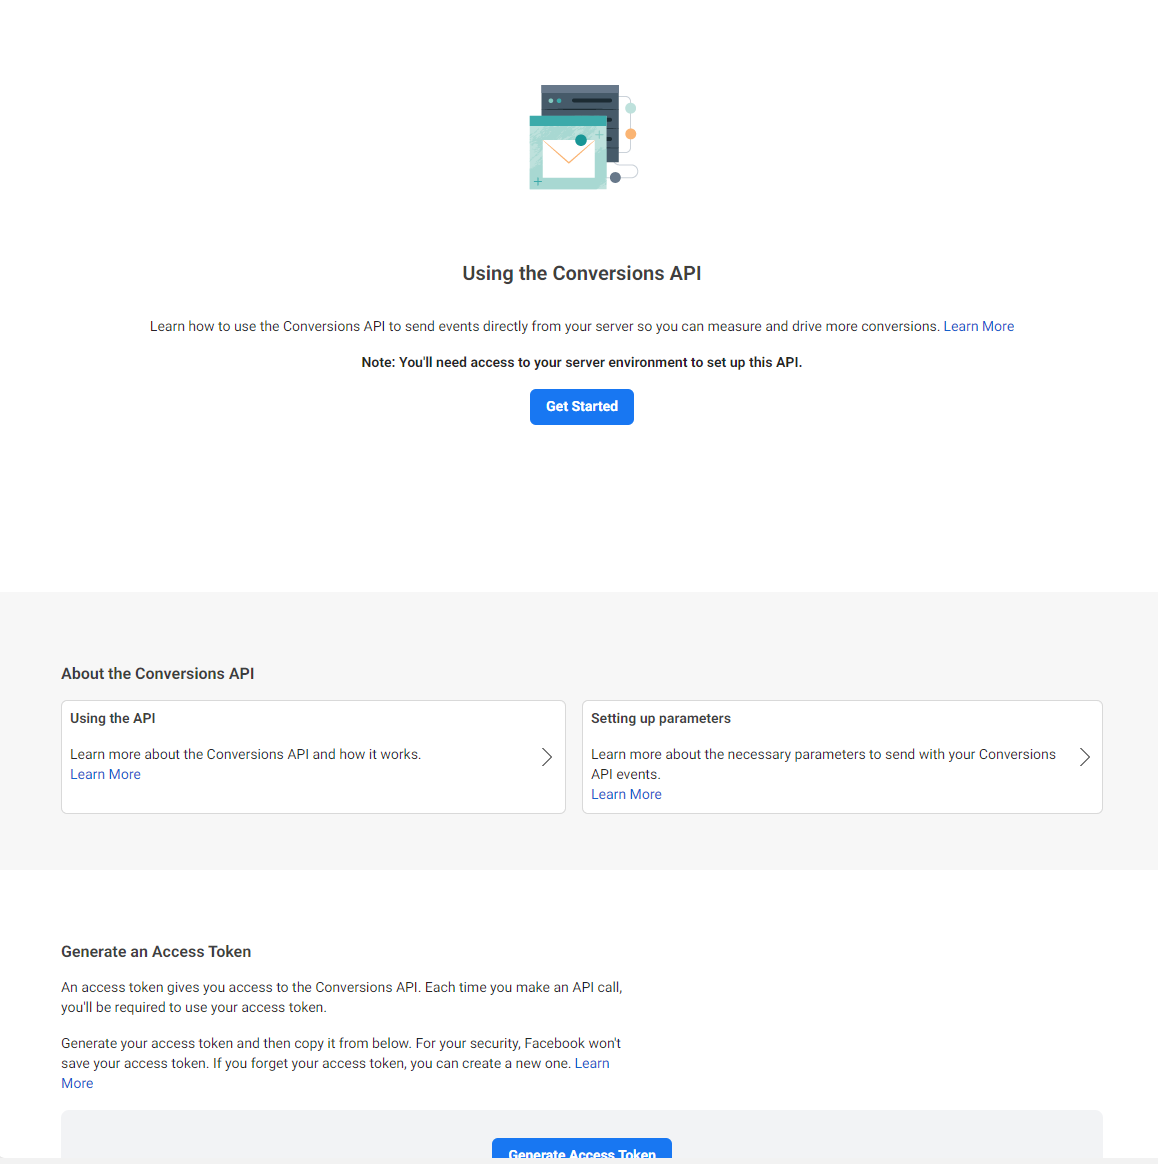 Using the Conversions API
Learn how to use the Conversions API to send events directly from your server so you can measure and drive more conversions. Learn More
Note: You'll need access to your server environment to set up this API.
Get Started
About the Conversions API
Using the API
Learn more about the Conversions API and how it works.
Learn More
Setting up parameters
Learn more about the necessary parameters to send with your Conversions
API events.
Learn More
Generate an Access Token
An access token gives you access to the Conversions API. Each time you make an API call,
you'll be required to use your access token.
Generate your access token and then copy it from below. For your security, Facebook won't
save your access token. If you forget your access token, you can create a new one. Learn
More
Generate Access Token